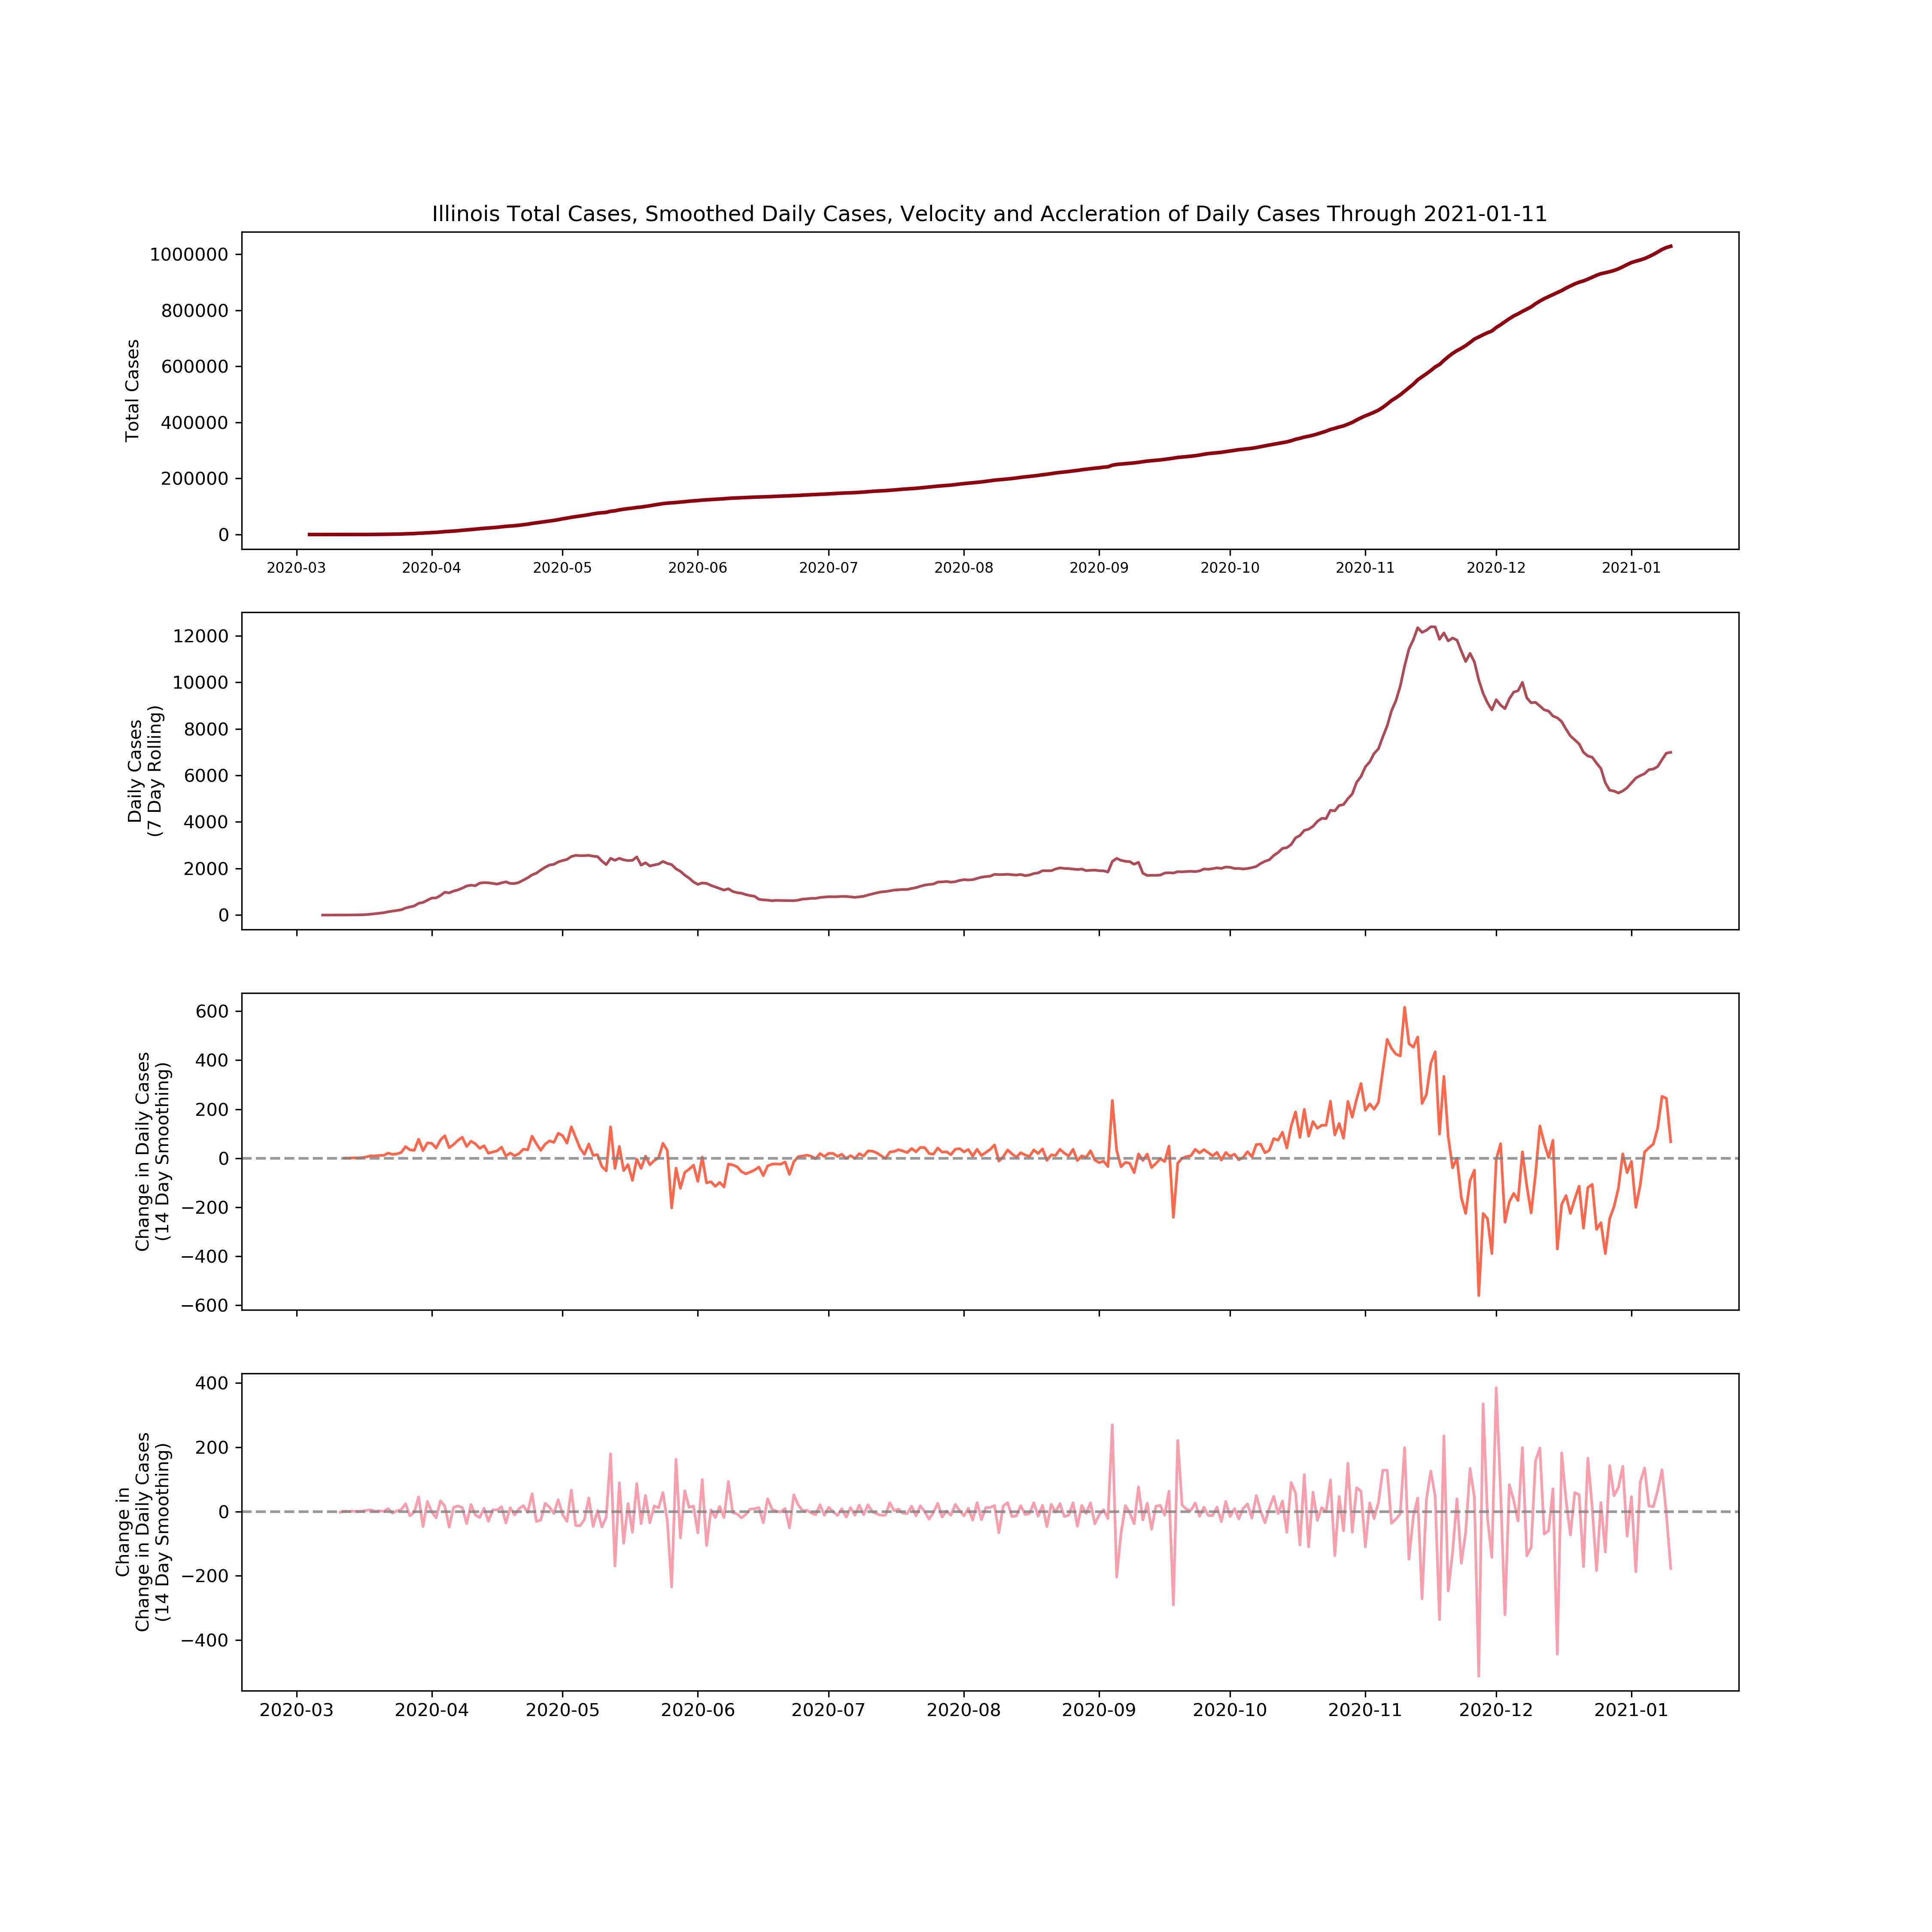 Illinois Total Cases, Smoothed Daily Cases, Velocity and Accleration of Daily Cases Through 2021-01-11
Total Cases
1000000
800000
600000
400000
200000
0
2020-03 2020-04 2020-05 2020-06 2020-07 2020-08 2020-09 2020-10 2020-11 2020-12 2021-01
Daily Cases
(7 Day Rolling)
12000
10000
8000
6000
4000
2000
0
Change in Daily Cases
(14 Day Smoothing)
600
400
200
0
−200
−400
−600
Change in
Change in Daily Cases
(14 Day Smoothing)
400
200
0
−200
−400
2020-03 2020-04 2020-05 2020-06 2020-07 2020-08 2020-09 2020-10 2020-11 2020-12 2021-01